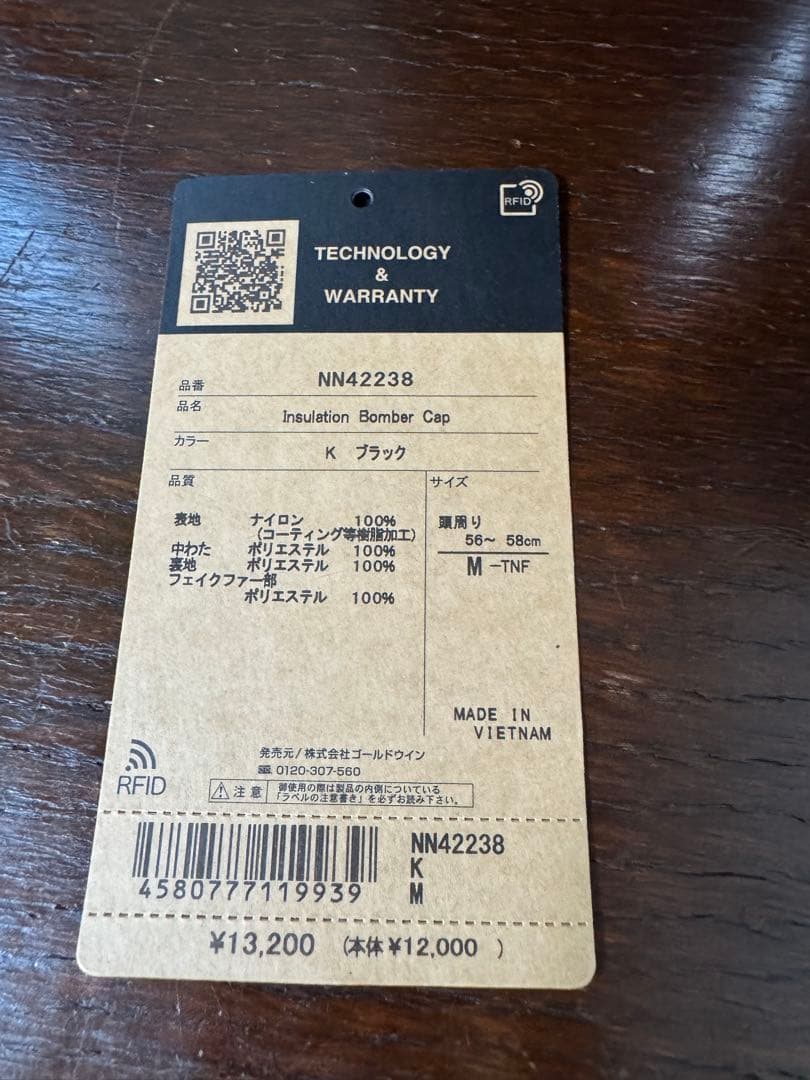 RFID
TECHNOLOGY
&
WARRANTY
品番 NN42238
品名 Insulation Bomber Cap
カラー K ブラック
品質
表地 ナイロン 100%
(コーティング等樹脂加工)
中わた ポリエステル 100%
裏地 ポリエステル 100%
フェイクファー部
ポリエステル 100%
サイズ
頭周り
56〜 58cm
M -TNF
MADE IN
VIETNAM
RFID
発売元/株式会社ゴールドウイン
0120-307-560
注意 御使用の際は製品の内側についている
「ラベルの注意書き」を必ずお読み下さい。
4580777119939
NN42238
K
M
¥13,200 (本体¥12,000 )